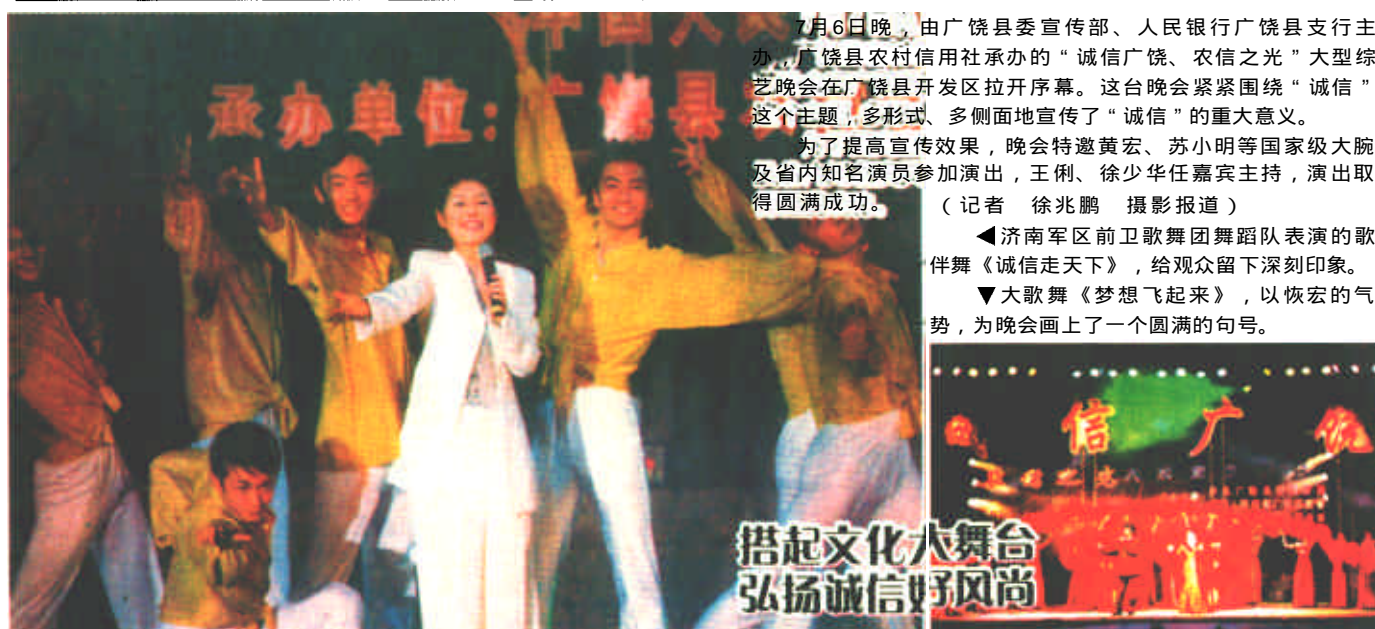 7月6日晚，由广饶县委宣传部、人民银行广饶县支行主
办，广饶县农村信用社承办的“诚信广饶、农信之光”大型综
艺晚会在广饶县开发区拉开序幕。这台晚会紧紧围绕“诚信”
这个主题，多形式、多侧面地宣传了“诚信”的重大意义。
为了提高宣传效果，晚会特邀黄宏、苏小明等国家级大腕
及省内知名演员参加演出，王俐、徐少华任嘉宾主持，演出取
得圆满成功。 （记者 徐兆鹏 摄影报道）
◀济南军区前卫歌舞团舞蹈队表演的歌
伴舞《诚信走天下》，给观众留下深刻印象。
▼大歌舞《梦想飞起来》，以恢宏的气
势，为晚会画上了一个圆满的句号。
中国人民
承办单位：广饶县
信广饶
搭起文化大舞台
弘扬诚信好风尚